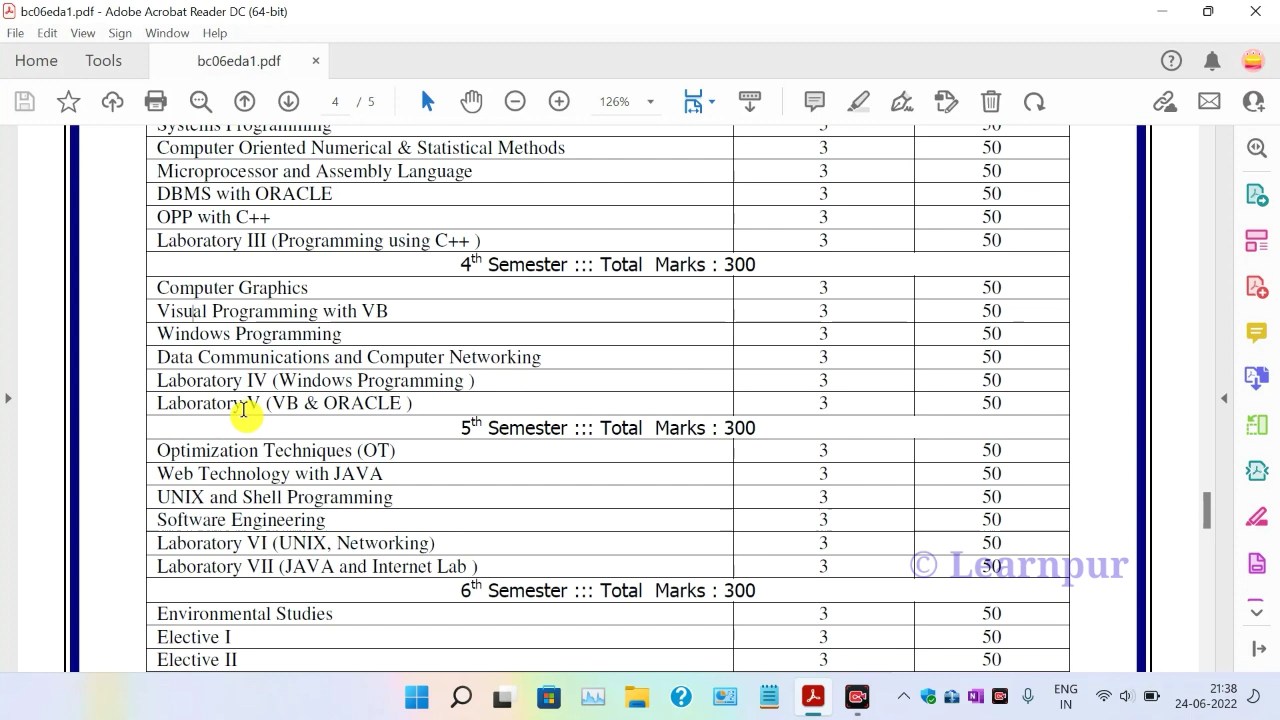 bc06eda1.pdf - Adobe Acrobat Reader DC (64-bit)
File Edit View Sign Window Help
Home Tools bc06eda1.pdf ×
4 / 5 126%
Systems Programming 3 50
Computer Oriented Numerical & Statistical Methods 3 50
Microprocessor and Assembly Language 3 50
DBMS with ORACLE 3 50
OPP with C++ 3 50
Laboratory III (Programming using C++ ) 3 50
4th Semester ::: Total Marks : 300
Computer Graphics 3 50
Visual Programming with VB 3 50
Windows Programming 3 50
Data Communications and Computer Networking 3 50
Laboratory IV (Windows Programming ) 3 50
Laboratory V (VB & ORACLE ) 3 50
5th Semester ::: Total Marks : 300
Optimization Techniques (OT) 3 50
Web Technology with JAVA 3 50
UNIX and Shell Programming 3 50
Software Engineering 3 50
Laboratory VI (UNIX, Networking) 3 50
Laboratory VII (JAVA and Internet Lab ) 3 50
© Learnpur
6th Semester ::: Total Marks : 300
Environmental Studies 3 50
Elective I 3 50
Elective II 3 50
ENG 21:38
IN 24-06-2022